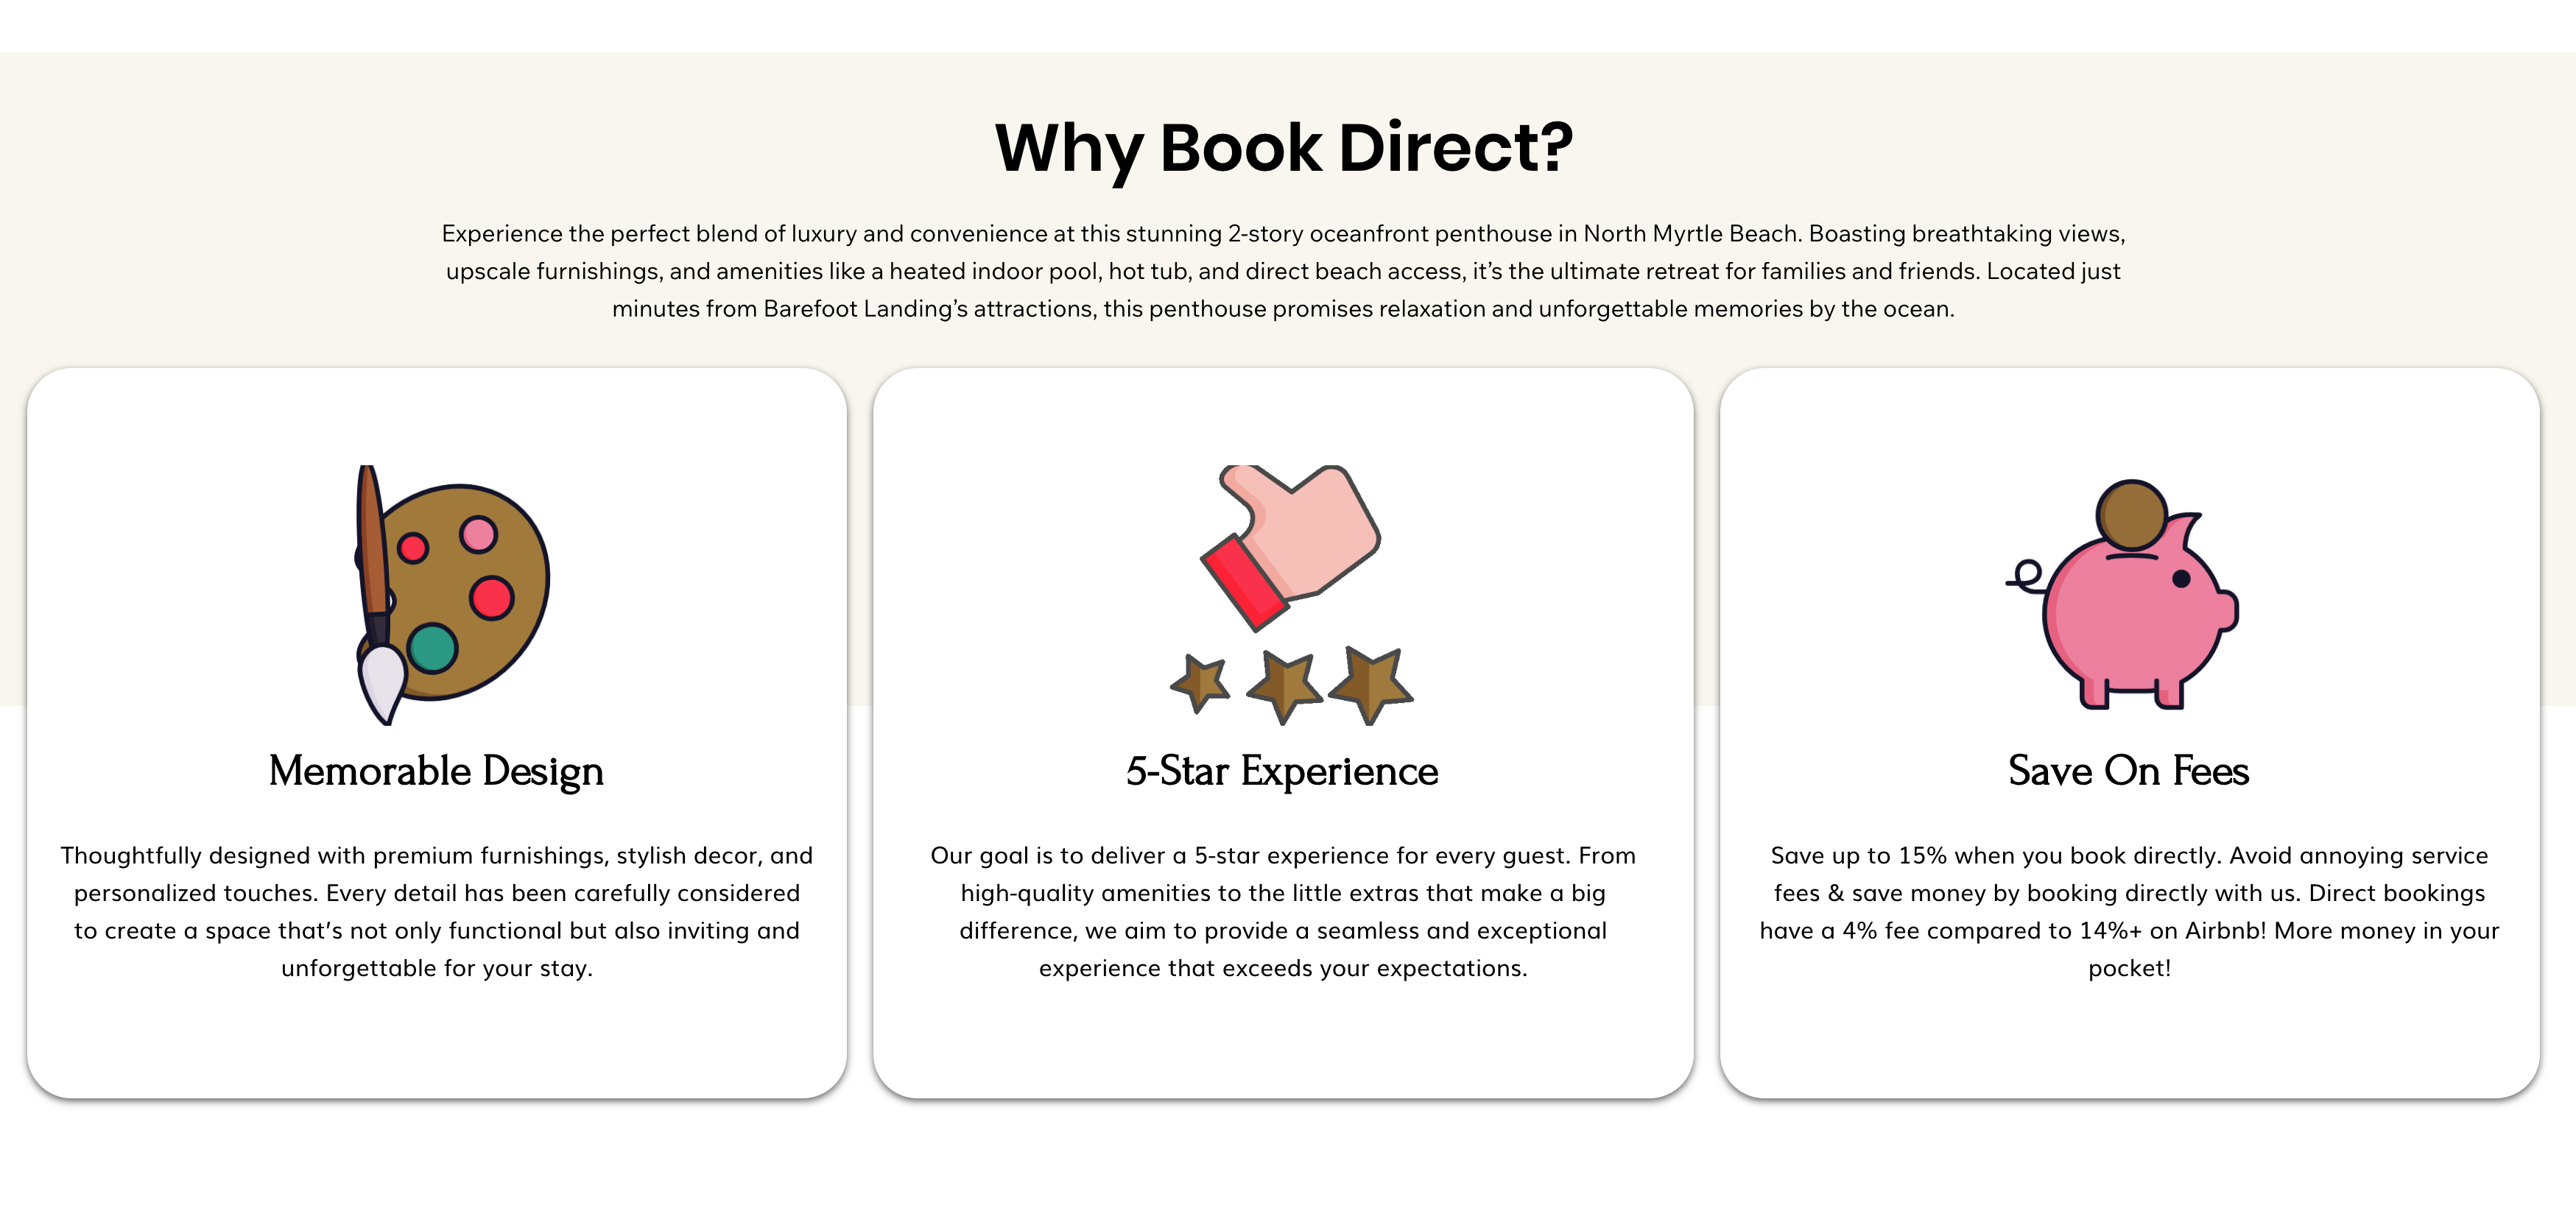 Why Book Direct?
Experience the perfect blend of luxury and convenience at this stunning 2-story oceanfront penthouse in North Myrtle Beach. Boasting breathtaking views,
upscale furnishings, and amenities like a heated indoor pool, hot tub, and direct beach access, it’s the ultimate retreat for families and friends. Located just
minutes from Barefoot Landing’s attractions, this penthouse promises relaxation and unforgettable memories by the ocean.
Memorable Design
Thoughtfully designed with premium furnishings, stylish decor, and
personalized touches. Every detail has been carefully considered
to create a space that’s not only functional but also inviting and
unforgettable for your stay.
5-Star Experience
Our goal is to deliver a 5-star experience for every guest. From
high-quality amenities to the little extras that make a big
difference, we aim to provide a seamless and exceptional
experience that exceeds your expectations.
Save On Fees
Save up to 15% when you book directly. Avoid annoying service
fees & save money by booking directly with us. Direct bookings
have a 4% fee compared to 14%+ on Airbnb! More money in your
pocket!